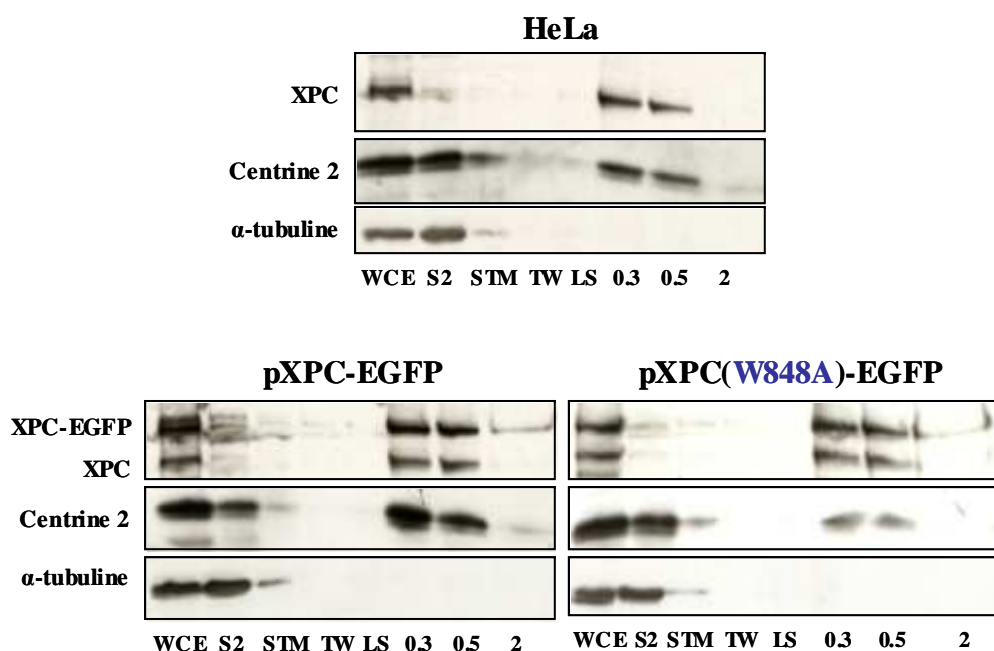 HeLa
XPC
Centrine 2
α-tubuline
WCE S2 STM TW LS 0.3 0.5 2
pXPC-EGFP pXPC(W848A)-EGFP
XPC-EGFP
XPC
Centrine 2
α-tubuline
WCE S2 STM TW LS 0.3 0.5 2 WCE S2 STM TW LS 0.3 0.5 2